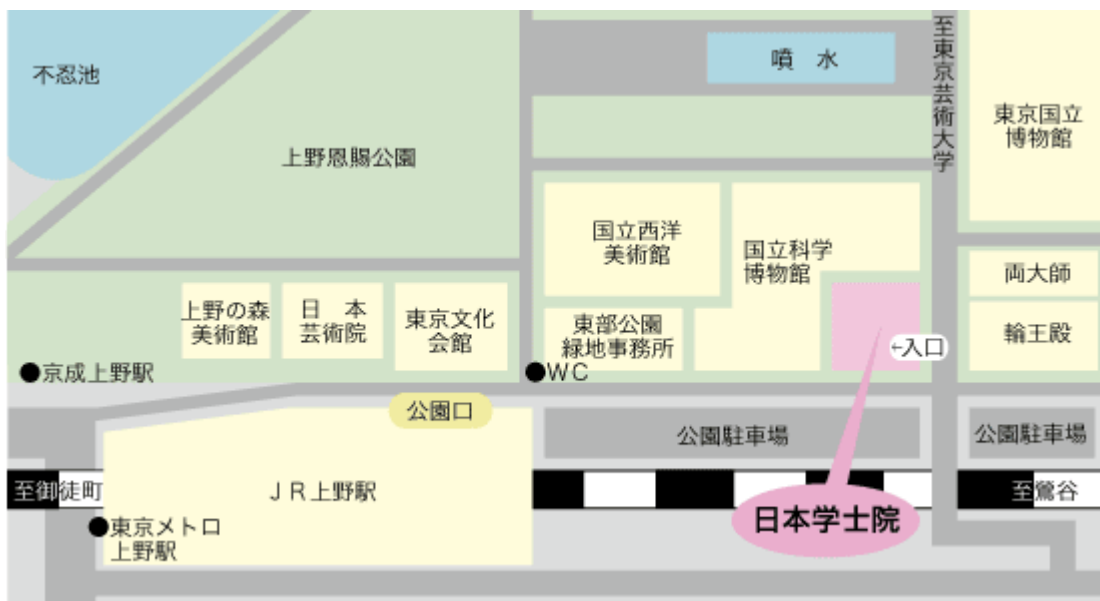 不忍池
噴　水
至東京芸術大学
東京国立
博物館
上野恩賜公園
国立西洋
美術館
国立科学
博物館
両大師
上野の森
美術館
日　本
芸術院
東京文化
会館
東部公園
緑地事務所
輪王殿
←入口
●京成上野駅
●WC
公園口
公園駐車場
公園駐車場
至御徒町
JR上野駅
至鶯谷
日本学士院
●東京メトロ
上野駅